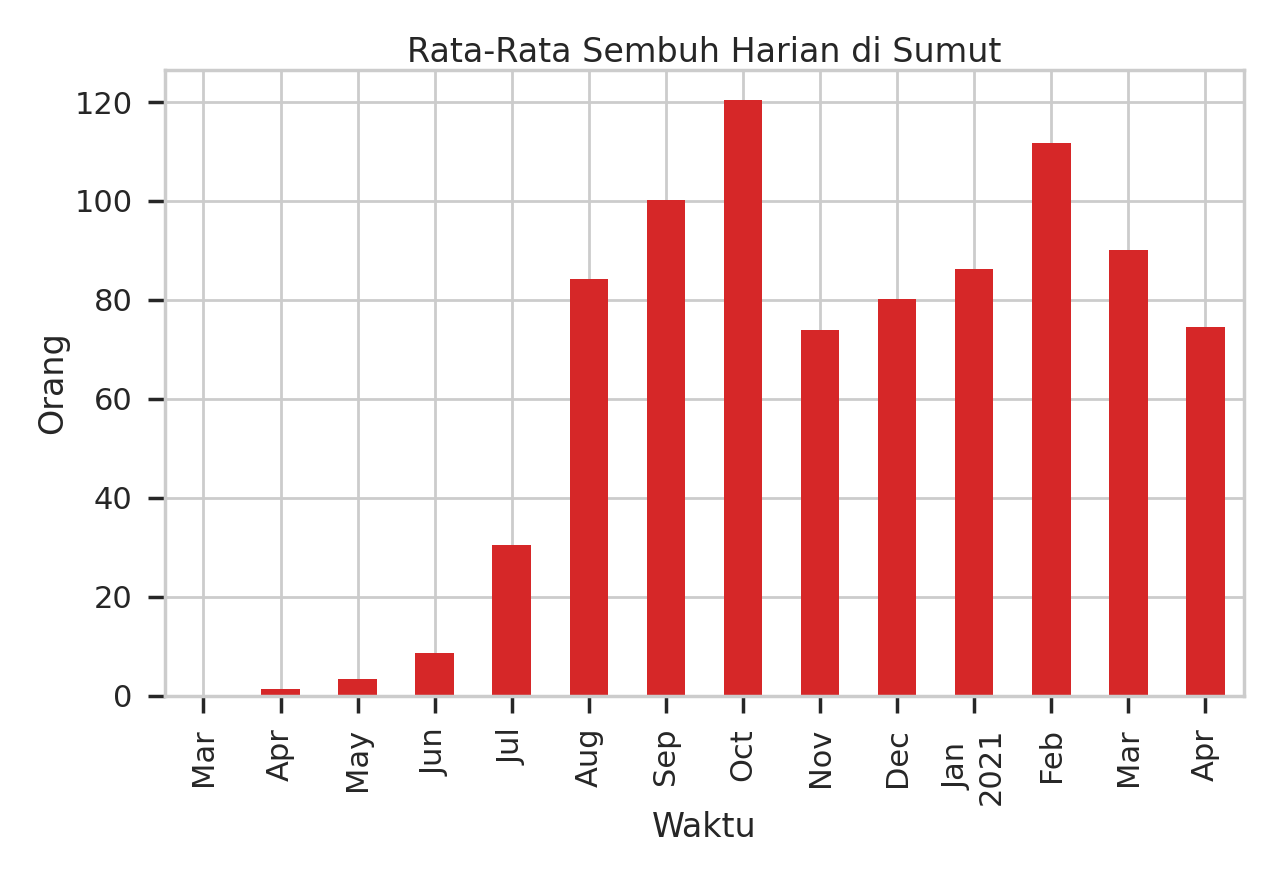 Rata-Rata Sembuh Harian di Sumut
120
100
80
60
40
20
0
Orang
Mar
Apr
May
Jun
Jul
Aug
Sep
Oct
Nov
Dec
Jan
2021
Feb
Mar
Apr
Waktu